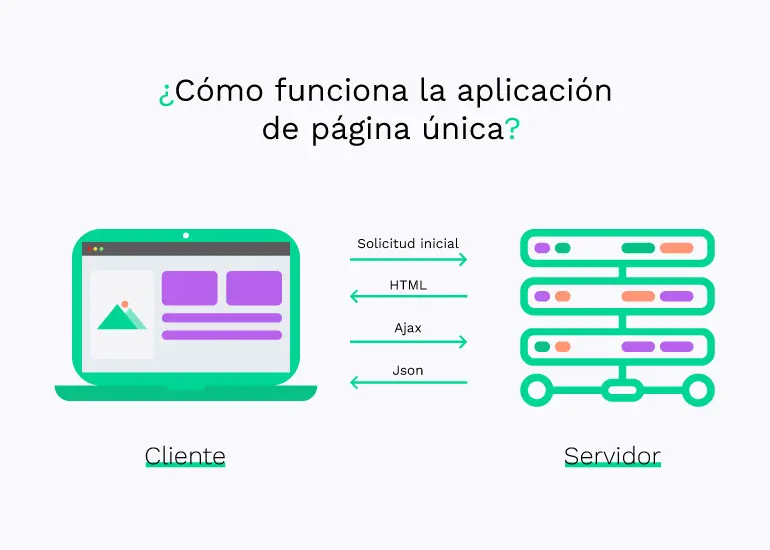 ¿Cómo funciona la aplicación
de página única?
Solicitud inicial
HTML
Ajax
Json
Cliente
Servidor